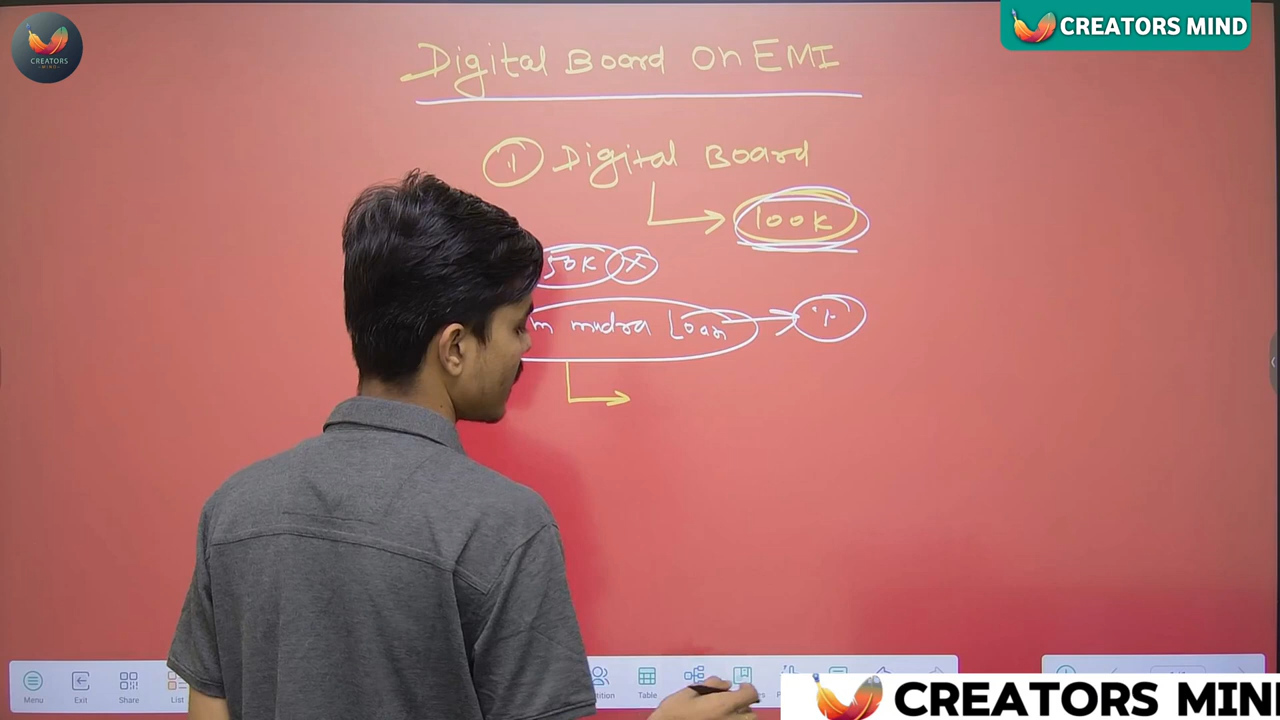 CREATORS MIND
CREATORS
MIND
Digital Board On EMI
1) Digital Board
100K
50K X
m mudra Loan %
Menu Exit Share List Table
CREATORS MIN